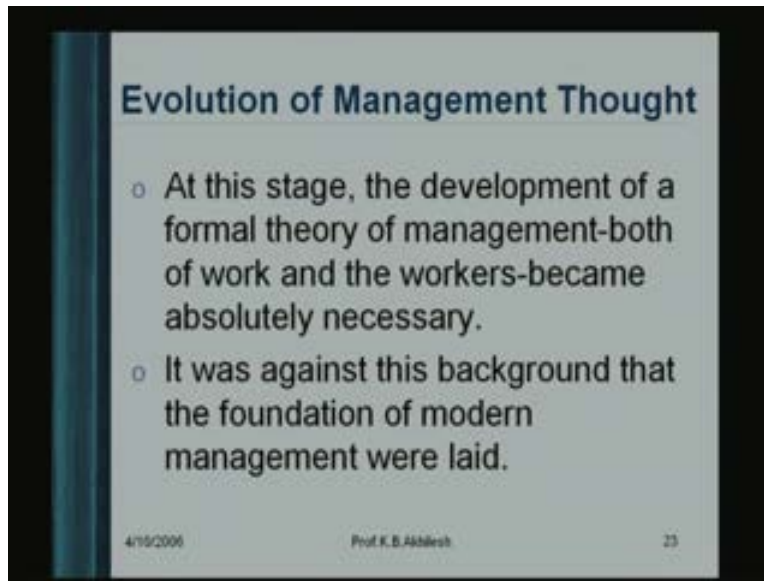 Evolution of Management Thought
o At this stage, the development of a
formal theory of management-both
of work and the workers-became
absolutely necessary.
o It was against this background that
the foundation of modern
management were laid.
4/10/2006 Prof.K.B.Akhilesh 23